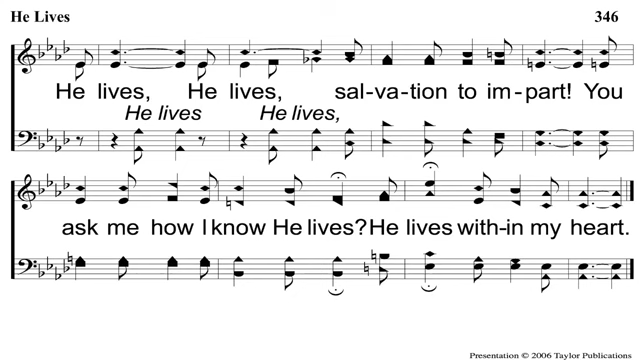 He Lives 346
He lives, He lives, sal-va-tion to im-part! You
He lives He lives,
ask me how I know He lives? He lives with-in my heart.
Presentation © 2006 Taylor Publications